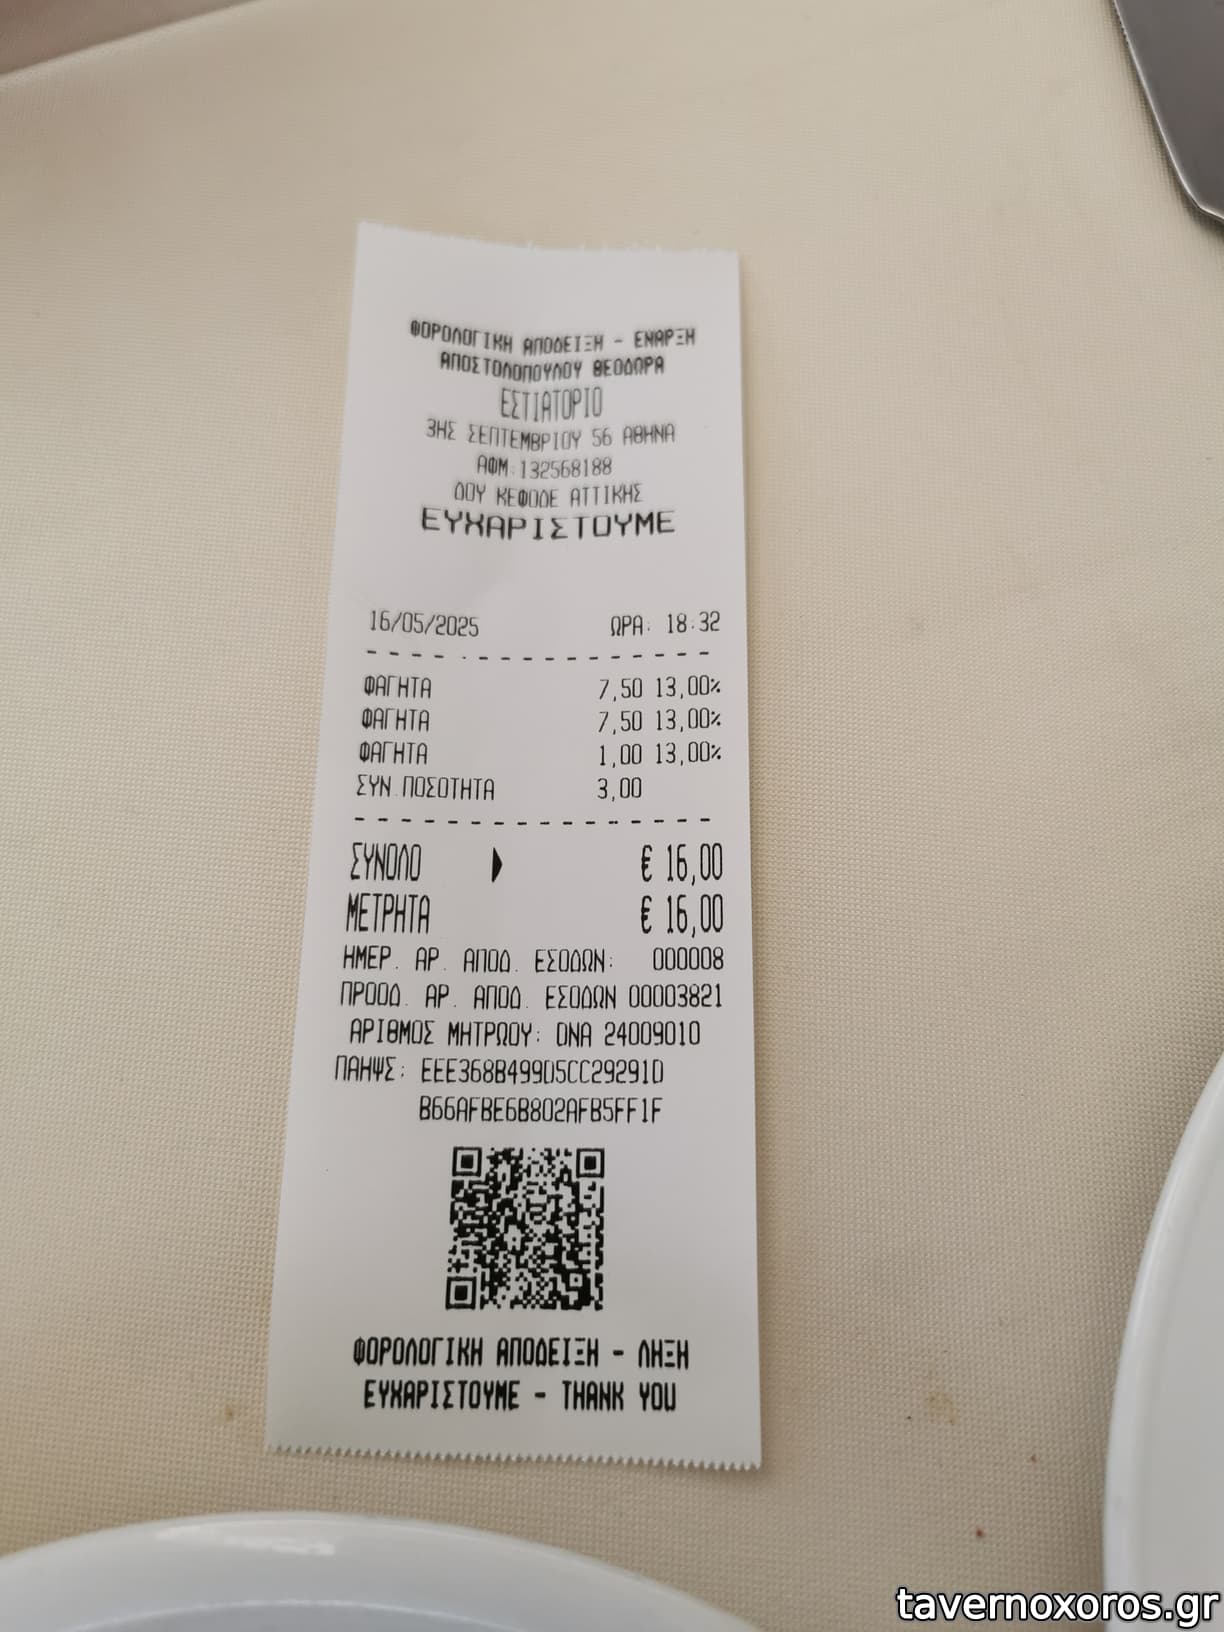 ΦΟΡΟΛΟΓΙΚΗ ΑΠΟΔΕΙΞΗ - ΕΝΑΡΞΗ
ΑΠΟΣΤΟΛΟΠΟΥΛΟΥ ΘΕΟΔΩΡΑ
ΕΣΤΙΑΤΟΡΙΟ
3ΗΣ ΣΕΠΤΕΜΒΡΙΟΥ 56 ΑΘΗΝΑ
ΑΦΜ:132568188
ΔΟΥ ΚΕΦΟΔΕ ΑΤΤΙΚΗΣ
ΕΥΧΑΡΙΣΤΟΥΜΕ
16/05/2025 ΩΡΑ: 18:32
ΦΑΓΗΤΑ 7,50 13,00%
ΦΑΓΗΤΑ 7,50 13,00%
ΦΑΓΗΤΑ 1,00 13,00%
ΣΥΝ.ΠΟΣΟΤΗΤΑ 3,00
ΣΥΝΟΛΟ € 16,00
ΜΕΤΡΗΤΑ € 16,00
ΗΜΕΡ. ΑΡ. ΑΠΟΔ. ΕΣΟΔΩΝ: 000008
ΠΡΟΟΔ. ΑΡ. ΑΠΟΔ. ΕΣΟΔΩΝ 00003821
ΑΡΙΘΜΟΣ ΜΗΤΡΩΟΥ: DNA 24009010
ΠΑΗΨΣ: EEE368B499D5CC29291D
B66AFBE6B802AFB5FF1F
ΦΟΡΟΛΟΓΙΚΗ ΑΠΟΔΕΙΞΗ - ΛΗΞΗ
ΕΥΧΑΡΙΣΤΟΥΜΕ - THANK YOU
tavernoxoros.gr